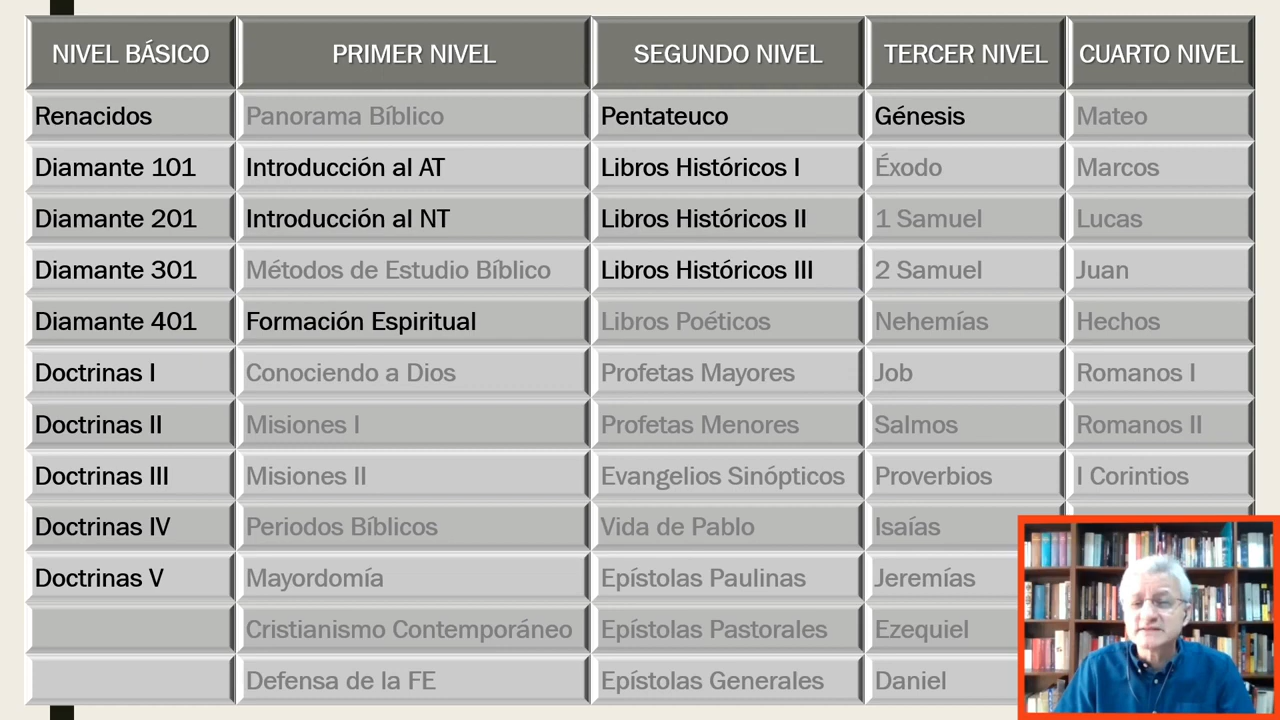 NIVEL BÁSICO PRIMER NIVEL SEGUNDO NIVEL TERCER NIVEL CUARTO NIVEL
Renacidos Panorama Bíblico Pentateuco Génesis Mateo
Diamante 101 Introducción al AT Libros Históricos I Éxodo Marcos
Diamante 201 Introducción al NT Libros Históricos II 1 Samuel Lucas
Diamante 301 Métodos de Estudio Bíblico Libros Históricos III 2 Samuel Juan
Diamante 401 Formación Espiritual Libros Poéticos Nehemías Hechos
Doctrinas I Conociendo a Dios Profetas Mayores Job Romanos I
Doctrinas II Misiones I Profetas Menores Salmos Romanos II
Doctrinas III Misiones II Evangelios Sinópticos Proverbios I Corintios
Doctrinas IV Periodos Bíblicos Vida de Pablo Isaías
Doctrinas V Mayordomía Epístolas Paulinas Jeremías
Cristianismo Contemporáneo Epístolas Pastorales Ezequiel
Defensa de la FE Epístolas Generales Daniel